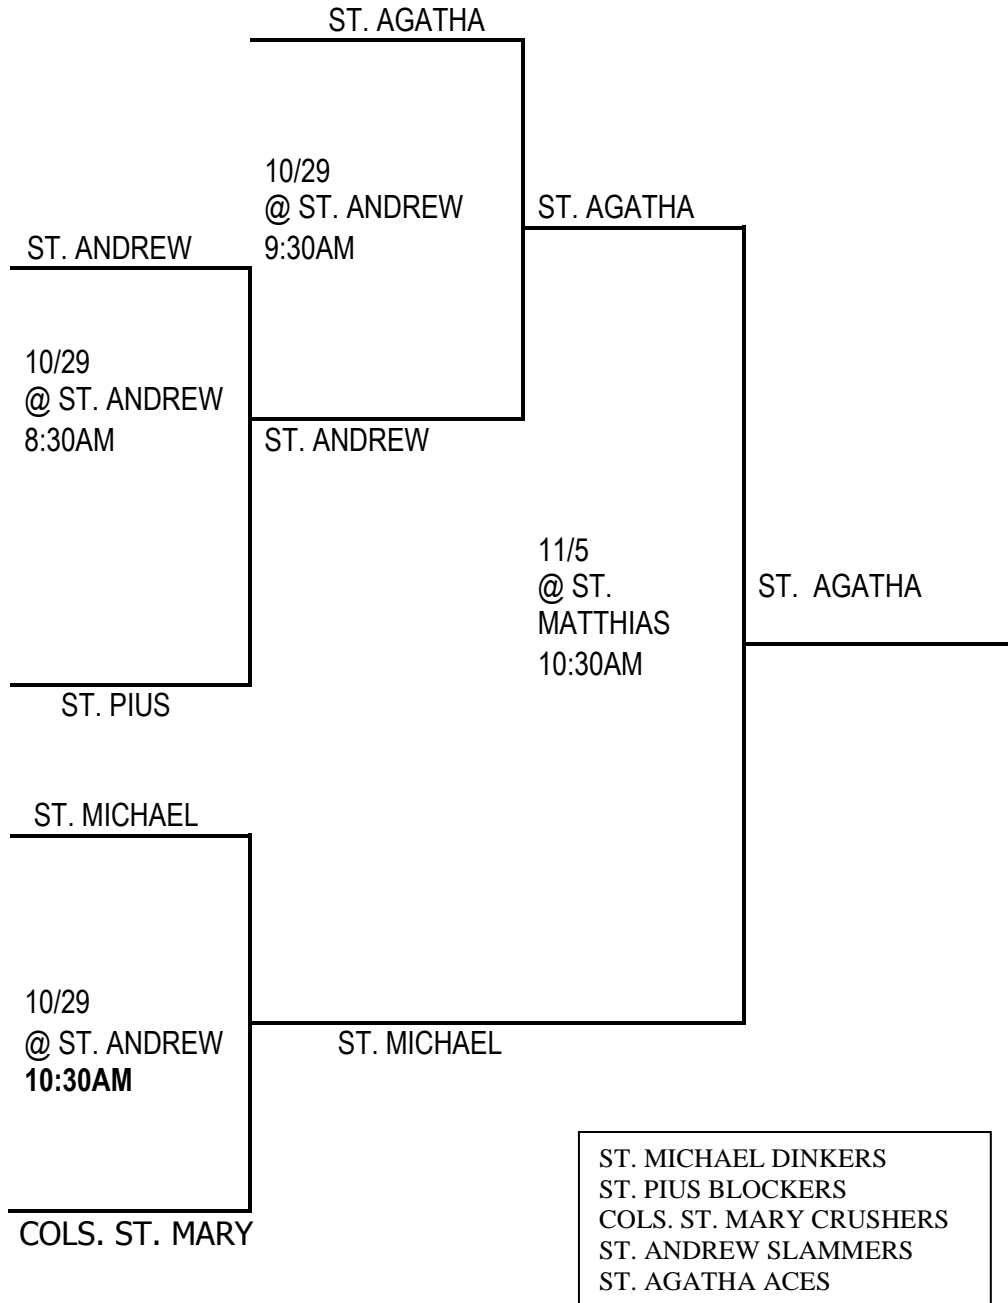 ST. AGATHA
10/29
@ ST. ANDREW
9:30AM
ST. AGATHA
ST. ANDREW
10/29
@ ST. ANDREW
8:30AM
ST. ANDREW
11/5
@ ST.
MATTHIAS
10:30AM
ST. AGATHA
ST. PIUS
ST. MICHAEL
10/29
@ ST. ANDREW
10:30AM
ST. MICHAEL
COLS. ST. MARY
ST. MICHAEL DINKERS
ST. PIUS BLOCKERS
COLS. ST. MARY CRUSHERS
ST. ANDREW SLAMMERS
ST. AGATHA ACES